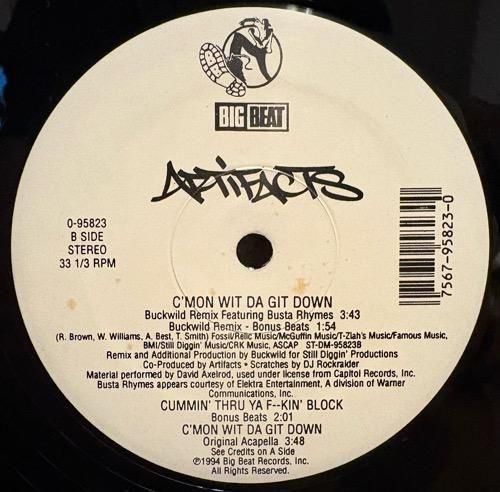 BIG BEAT
ARTIFACTS
0-95823
B SIDE
STEREO
33 1/3 RPM
7567-95823-0
C'MON WIT DA GIT DOWN
Buckwild Remix Featuring Busta Rhymes 3:43
Buckwild Remix - Bonus Beats 1:54
(R. Brown, W. Williams, A. Best, T. Smith) Fossil/Relic Music/McGuffin Music/T-Ziah's Music/Famous Music,
BMI/Still Diggin' Music/CRK Music, ASCAP ST-DM-95823B
Remix and Additional Production by Buckwild for Still Diggin' Productions
Co-Produced by Artifacts • Scratches by DJ Rockraider
Material performed by David Axelrod, used under license from Capitol Records, Inc.
Busta Rhymes appears courtesy of Elektra Entertainment, A division of Warner
Communications, Inc.
CUMMIN' THRU YA F--KIN' BLOCK
Bonus Beats 2:01
C'MON WIT DA GIT DOWN
Original Acapella 3:48
See Credits on A Side
©1994 Big Beat Records, Inc.
All Rights Reserved.